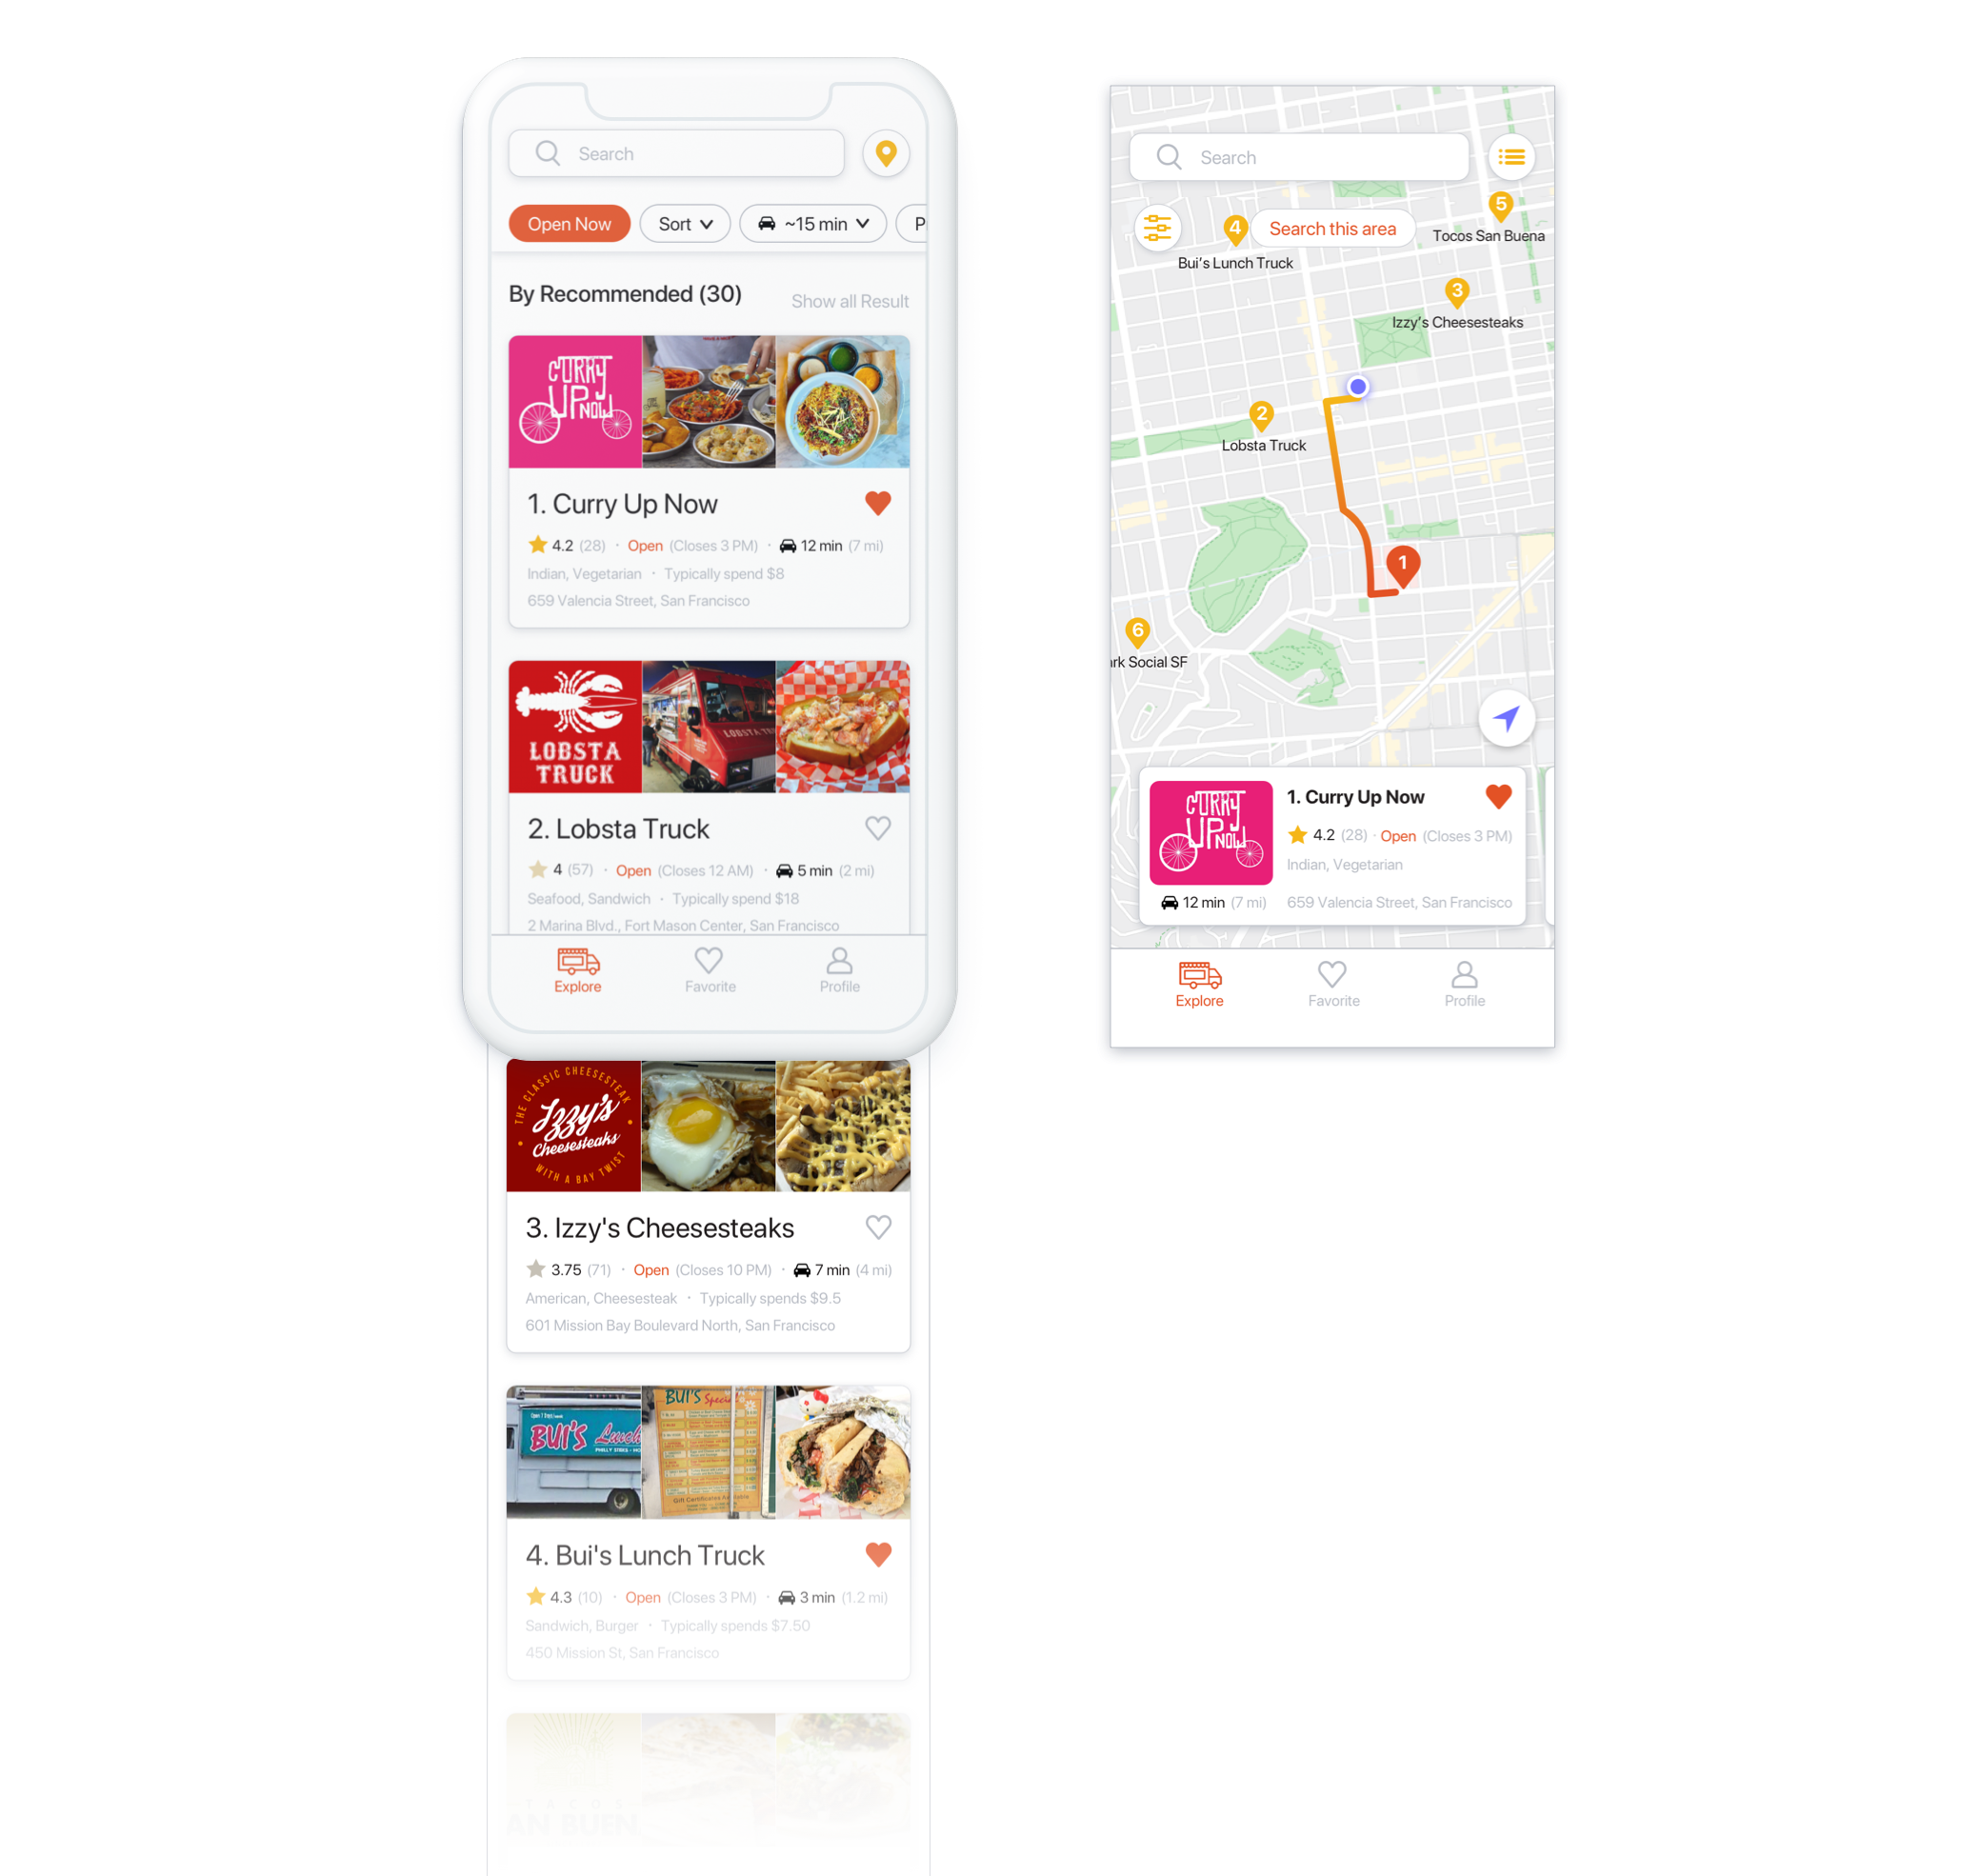 Search
Open Now Sort ~15 min
By Recommended (30) Show all Result
CURRY
UP
NOW
1. Curry Up Now
4.2 (28) · Open (Closes 3 PM) · 12 min (7 mi)
Indian, Vegetarian · Typically spend $8
659 Valencia Street, San Francisco
LOBSTA
TRUCK
LOBSTA
2. Lobsta Truck
4 (57) · Open (Closes 12 AM) · 5 min (2 mi)
Seafood, Sandwich · Typically spend $18
2 Marina Blvd., Fort Mason Center, San Francisco
Explore Favorite Profile
THE CLASSIC CHEESESTEAK
Izzy's
Cheesesteaks
WITH A BAY TWIST
3. Izzy's Cheesesteaks
3.75 (71) · Open (Closes 10 PM) · 7 min (4 mi)
American, Cheesesteak · Typically spends $9.5
601 Mission Bay Boulevard North, San Francisco
BUI'S Lunch
BUI'S
Gift Certificates
4. Bui's Lunch Truck
4.3 (10) · Open (Closes 3 PM) · 3 min (1.2 mi)
Sandwich, Burger · Typically spends $7.50
450 Mission St, San Francisco
TACOS
AN BUEN
Search
5
Tocos San Buena
4
Search this area
Bui's Lunch Truck
3
Izzy's Cheesesteaks
2
Lobsta Truck
1
6
rk Social SF
CURRY
UP
NOW
1. Curry Up Now
4.2 (28) · Open (Closes 3 PM)
Indian, Vegetarian
12 min (7 mi) 659 Valencia Street, San Francisco
Explore Favorite Profile